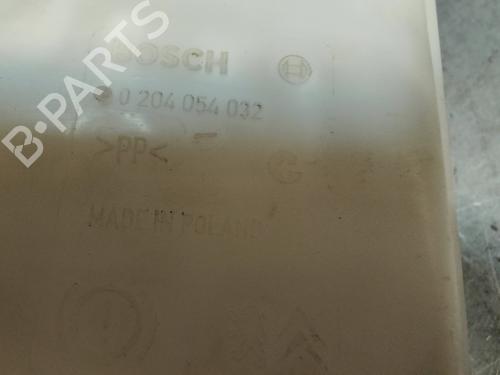 BOSCH
0 204 054 032
>PP<
MADE IN POLAND
B-PARTS